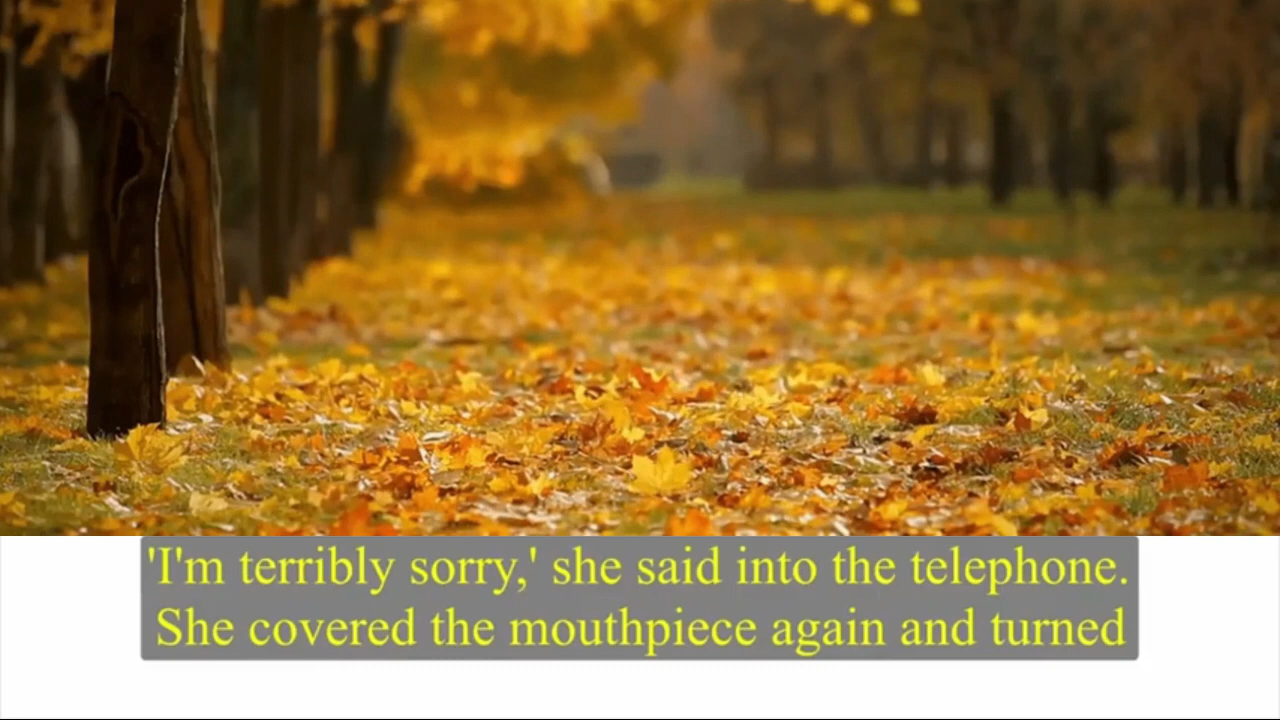 'I'm terribly sorry,' she said into the telephone.
She covered the mouthpiece again and turned